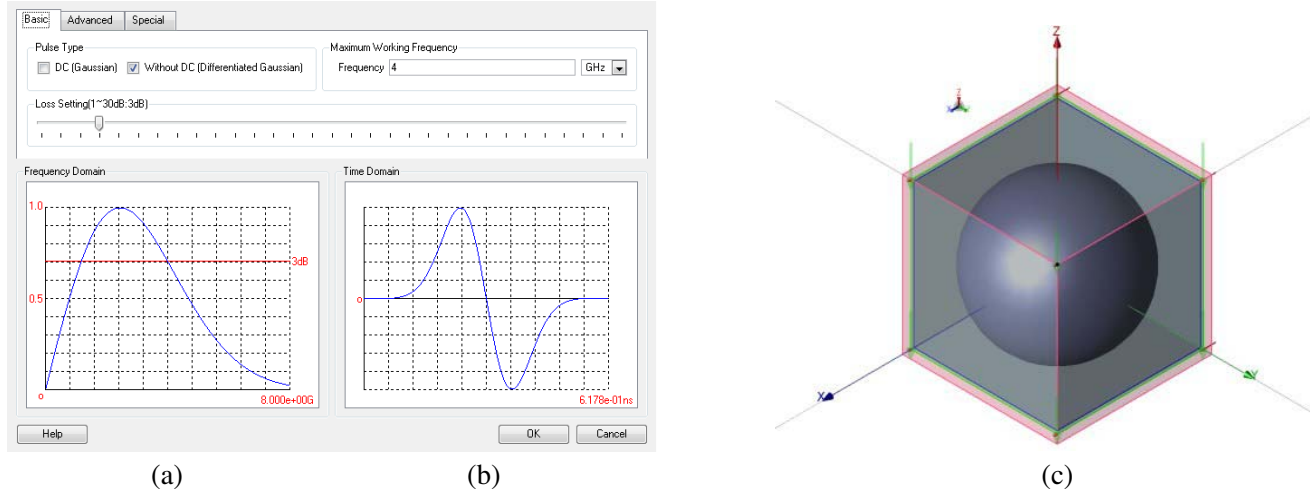 Basic Advanced Special
Pulse Type
DC (Gaussian) Without DC (Differentiated Gaussian)
Maximum Working Frequency
Frequency 4 GHz
Loss Setting(1~30dB:3dB)
Frequency Domain
1.0
3dB
0.5
0
8.000e+00G
Time Domain
0
6.178e-01ns
Help OK Cancel
Z
Z
X
Y
(a) (b) (c)